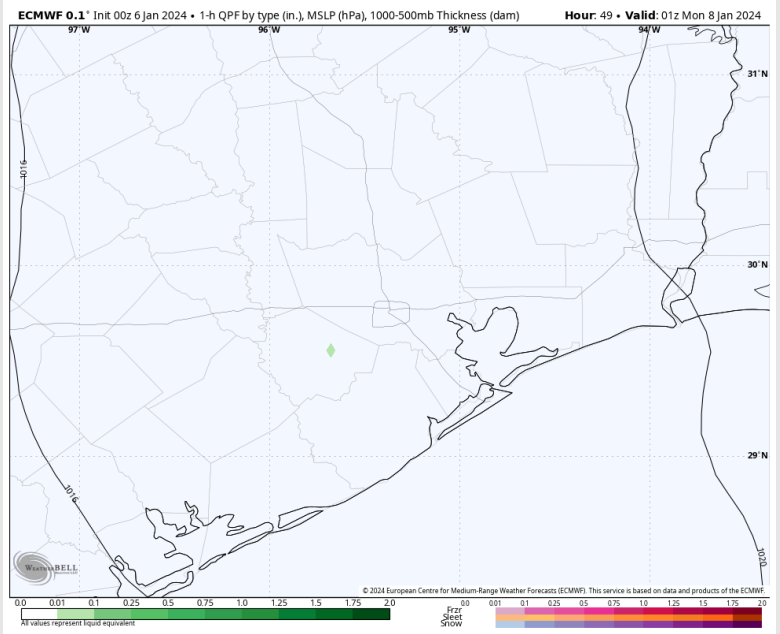 ECMWF 0.1° Init 00z 6 Jan 2024 • 1-h QPF by type (in.), MSLP (hPa), 1000-500mb Thickness (dam) Hour: 49 • Valid: 01z Mon 8 Jan 2024
97°W 96°W 95°W 94°W
31°N
1016
30°N
29°N
1016
1020
WEATHERBELL
© 2024 European Centre for Medium-Range Weather Forecasts (ECMWF). This service is based on data and products of the ECMWF.
0.0 0.01 0.1 0.25 0.5 0.75 1.0 1.25 1.5 1.75 2.0 0.0 0.01 0.1 0.25 0.5 0.75 1.0 1.25 1.5 1.75 2.0
Frzr
Sleet
All values represent liquid equivalent
Snow